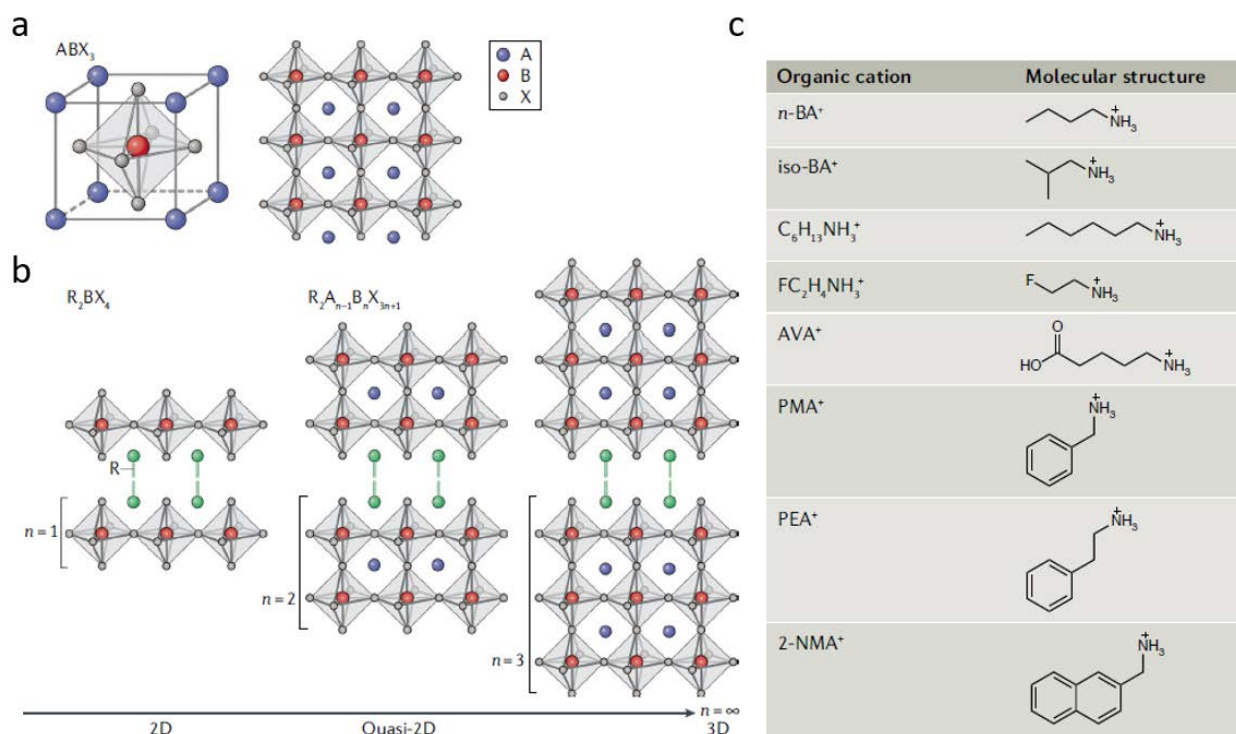 a
ABX₃
A
B
X
b
R₂BX₄
R₂Aₙ₋₁BₙX₃ₙ₊₁
R
n = 1
n = 2
n = 3
n = ∞
2D
Quasi-2D
3D
c
Organic cation Molecular structure
n-BA⁺ NH₃⁺
iso-BA⁺ NH₃⁺
C₆H₁₃NH₃⁺ NH₃⁺
FC₂H₄NH₃⁺ F NH₃⁺
AVA⁺ O HO NH₃⁺
PMA⁺ NH₃⁺
PEA⁺ NH₃⁺
2-NMA⁺ NH₃⁺